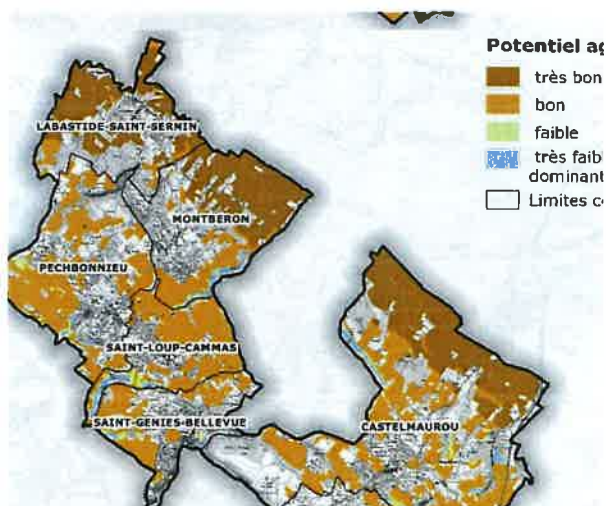 Potentiel ag
très bon
bon
faible
très faibl
dominant
Limites c
LABASTIDE-SAINT-SERNIN
MONTBERON
PECHBONNIEU
SAINT-LOUP-CAMMAS
SAINT-GENIES-BELLEVUE
CASTELMAUROU